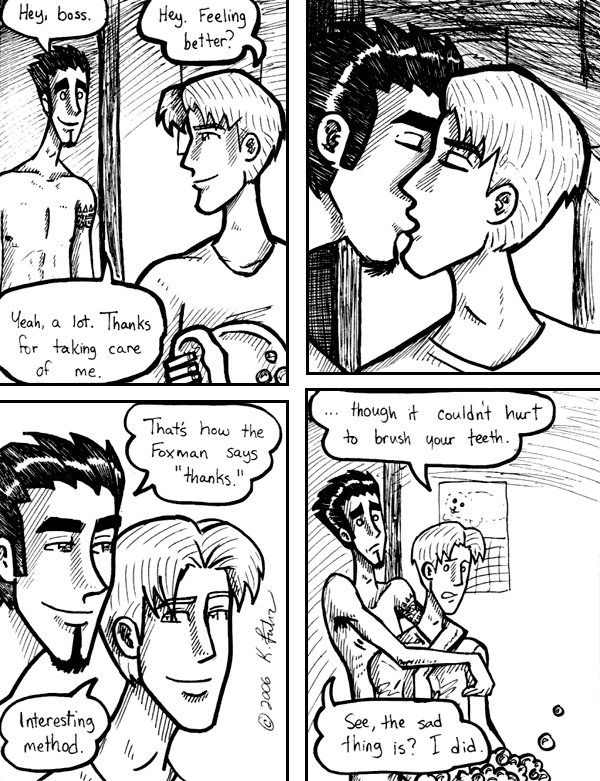 Hey, boss.
Hey. Feeling
better?
Yeah, a lot. Thanks
for taking care
of me.
That's how the
Foxman says
"thanks."
Interesting
method.
© 2006 K.
... though it couldn't hurt
to brush your teeth.
See, the sad
thing is? I did.